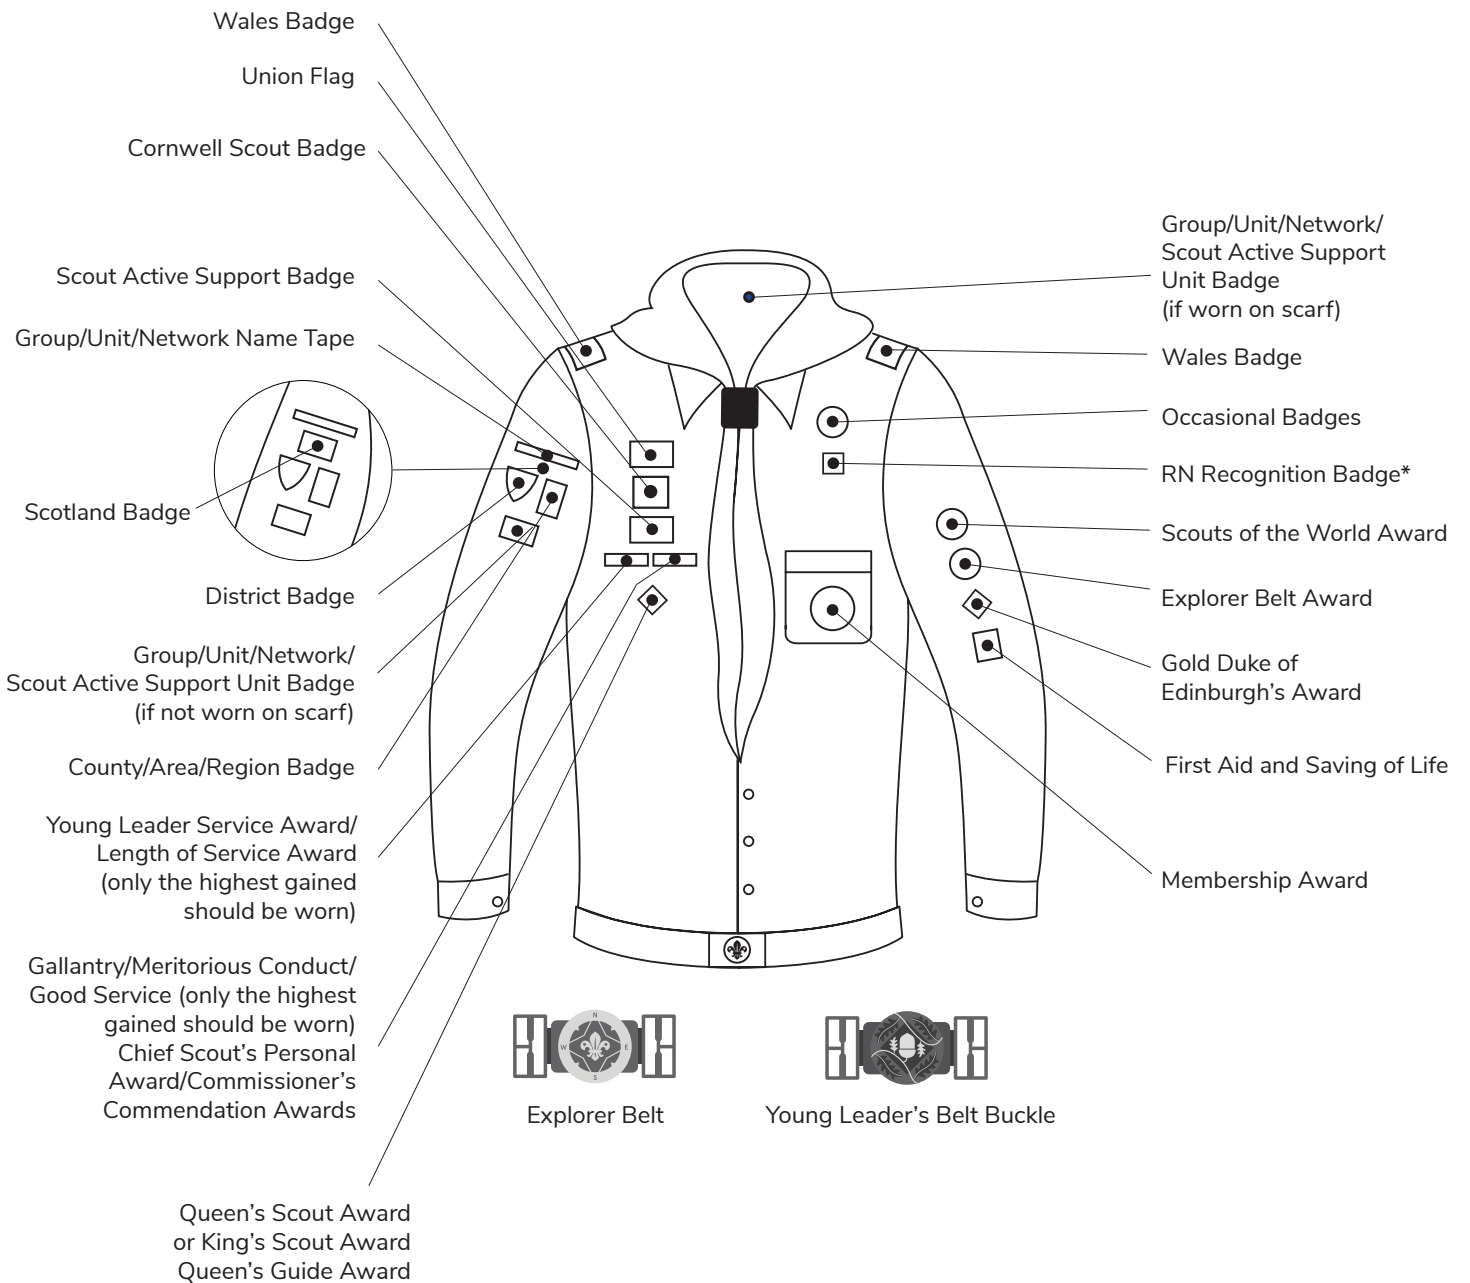 Wales Badge
Union Flag
Cornwell Scout Badge
Scout Active Support Badge
Group/Unit/Network Name Tape
Scotland Badge
District Badge
Group/Unit/Network/
Scout Active Support Unit Badge
(if not worn on scarf)
County/Area/Region Badge
Young Leader Service Award/
Length of Service Award
(only the highest gained
should be worn)
Gallantry/Meritorious Conduct/
Good Service (only the highest
gained should be worn)
Chief Scout’s Personal
Award/Commissioner’s
Commendation Awards
Queen’s Scout Award
or King’s Scout Award
Queen’s Guide Award
Group/Unit/Network/
Scout Active Support
Unit Badge
(if worn on scarf)
Wales Badge
Occasional Badges
RN Recognition Badge*
Scouts of the World Award
Explorer Belt Award
Gold Duke of
Edinburgh’s Award
First Aid and Saving of Life
Membership Award
N
W E
S
Explorer Belt
Young Leader’s Belt Buckle